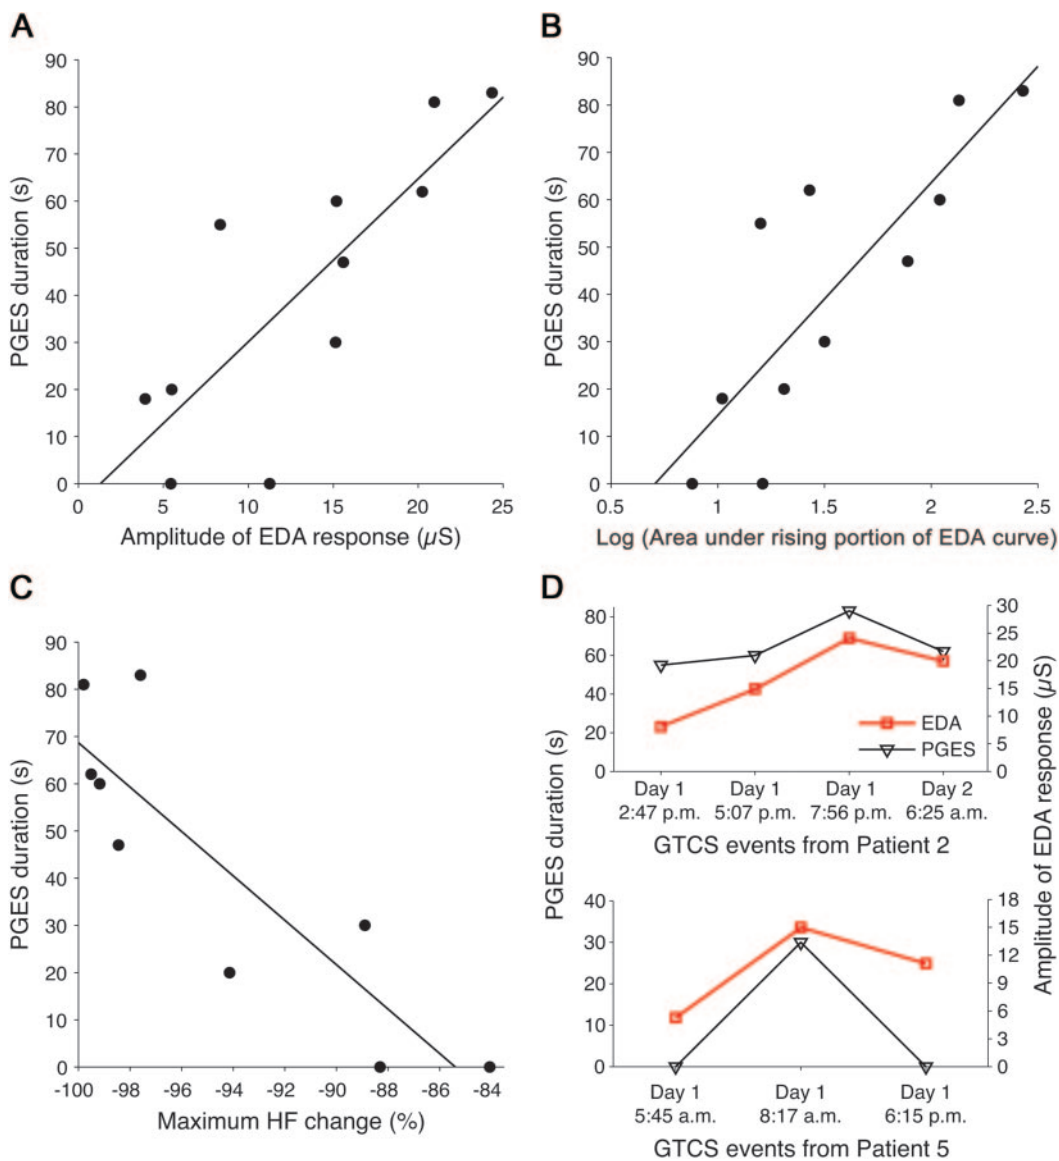 A
90
80
70
60
50
40
30
20
10
0
PGES duration (s)
0 5 10 15 20 25
Amplitude of EDA response (µS)
B
90
80
70
60
50
40
30
20
10
0
PGES duration (s)
0.5 1 1.5 2 2.5
Log (Area under rising portion of EDA curve)
C
90
80
70
60
50
40
30
20
10
0
PGES duration (s)
-100 -98 -96 -94 -92 -90 -88 -86 -84
Maximum HF change (%)
D
80
60
40
20
0
30
25
20
15
10
5
0
EDA
PGES
Day 1 Day 1 Day 1 Day 2
2:47 p.m. 5:07 p.m. 7:56 p.m. 6:25 a.m.
GTCS events from Patient 2
PGES duration (s)
Amplitude of EDA response (µS)
40
30
20
10
0
18
15
12
9
6
3
0
Day 1 Day 1 Day 1
5:45 a.m. 8:17 a.m. 6:15 p.m.
GTCS events from Patient 5